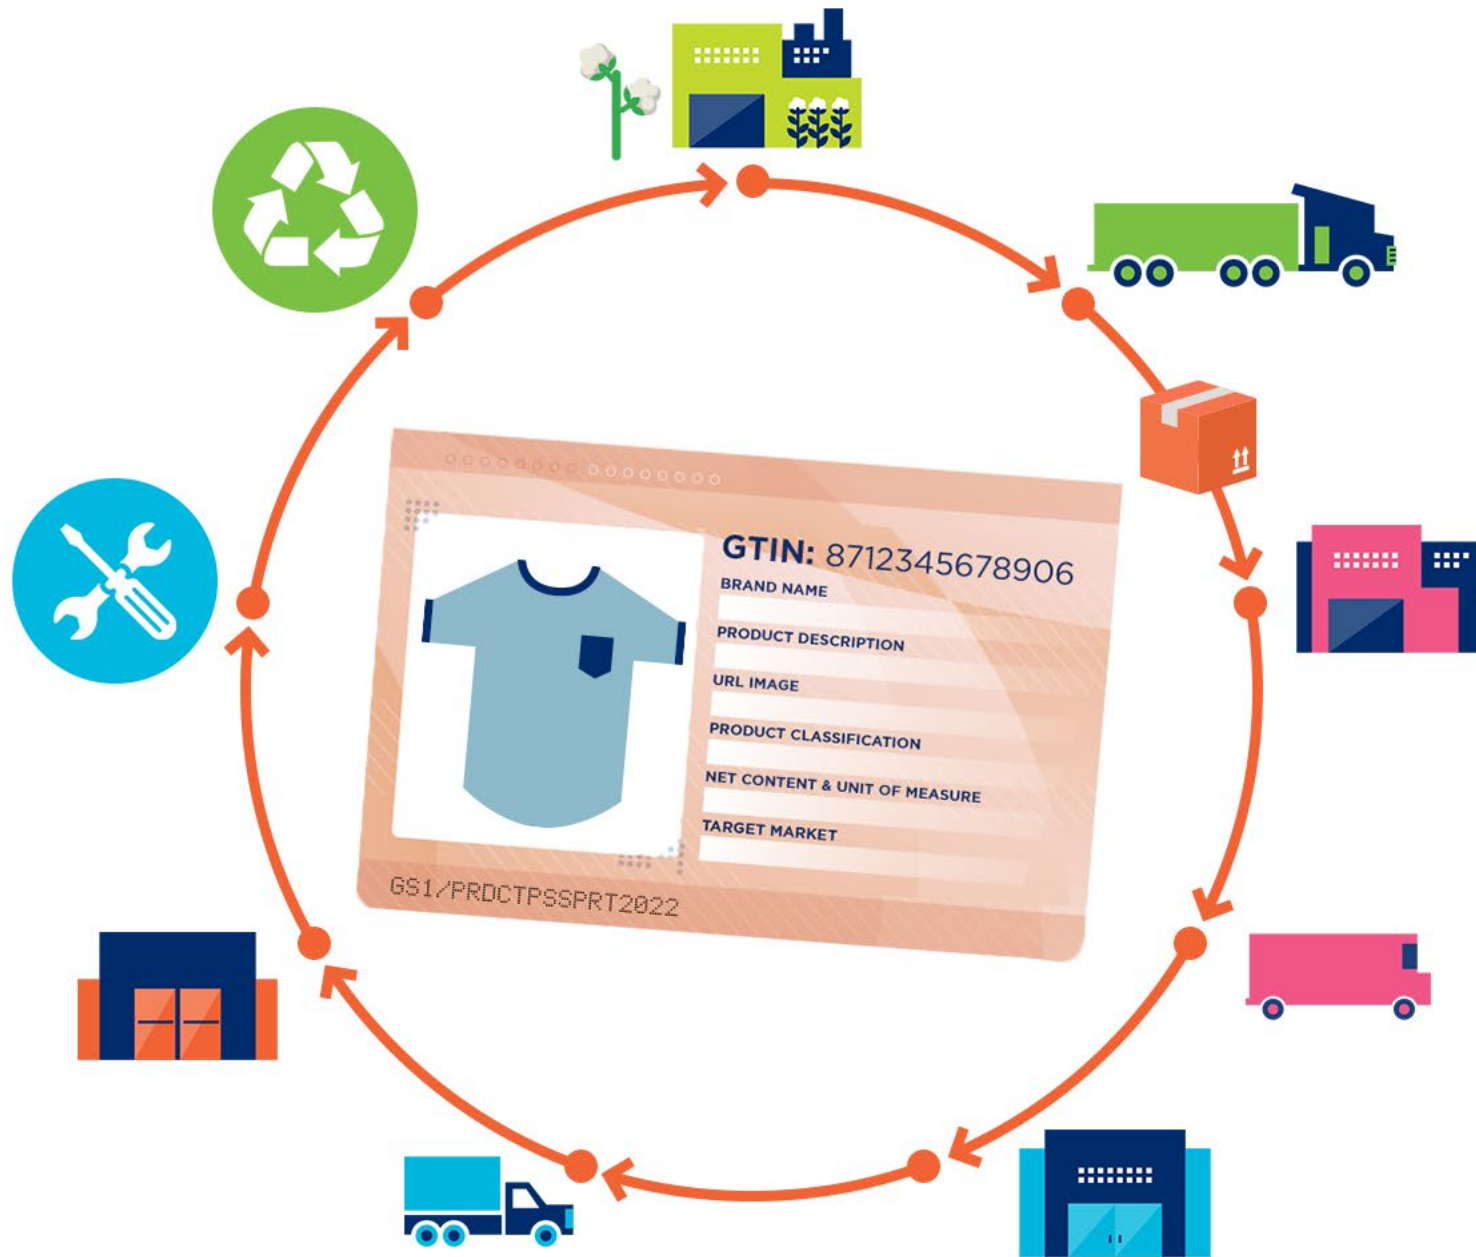 GTIN: 8712345678906
BRAND NAME
PRODUCT DESCRIPTION
URL IMAGE
PRODUCT CLASSIFICATION
NET CONTENT & UNIT OF MEASURE
TARGET MARKET
GS1/PRDCTPSSPRT2022